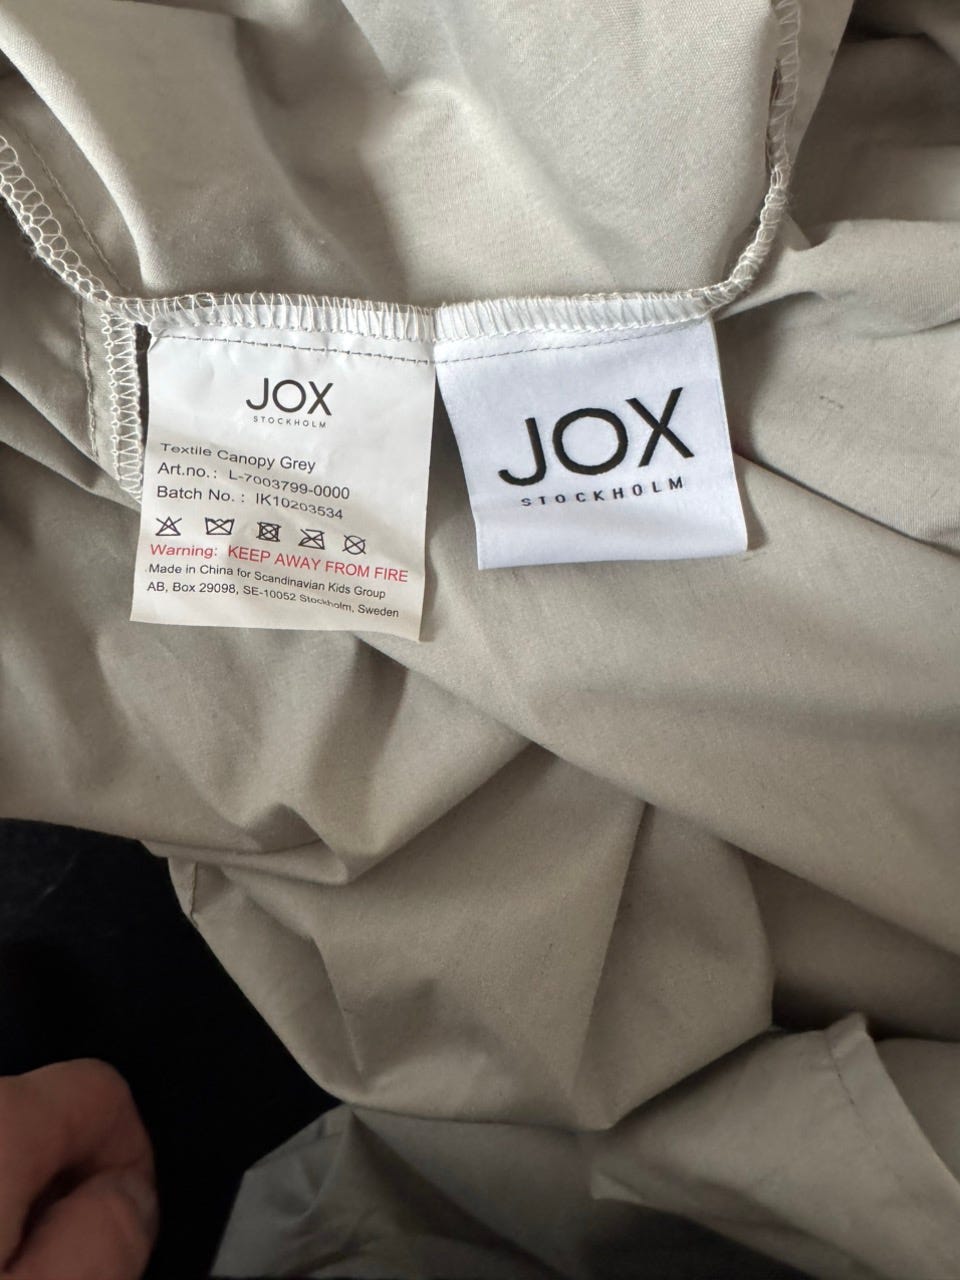 JOX
STOCKHOLM
Textile Canopy Grey
Art.no.: L-7003799-0000
Batch No. : IK10203534
Warning: KEEP AWAY FROM FIRE
Made in China for Scandinavian Kids Group
AB, Box 29098, SE-10052 Stockholm, Sweden
JOX
STOCKHOLM